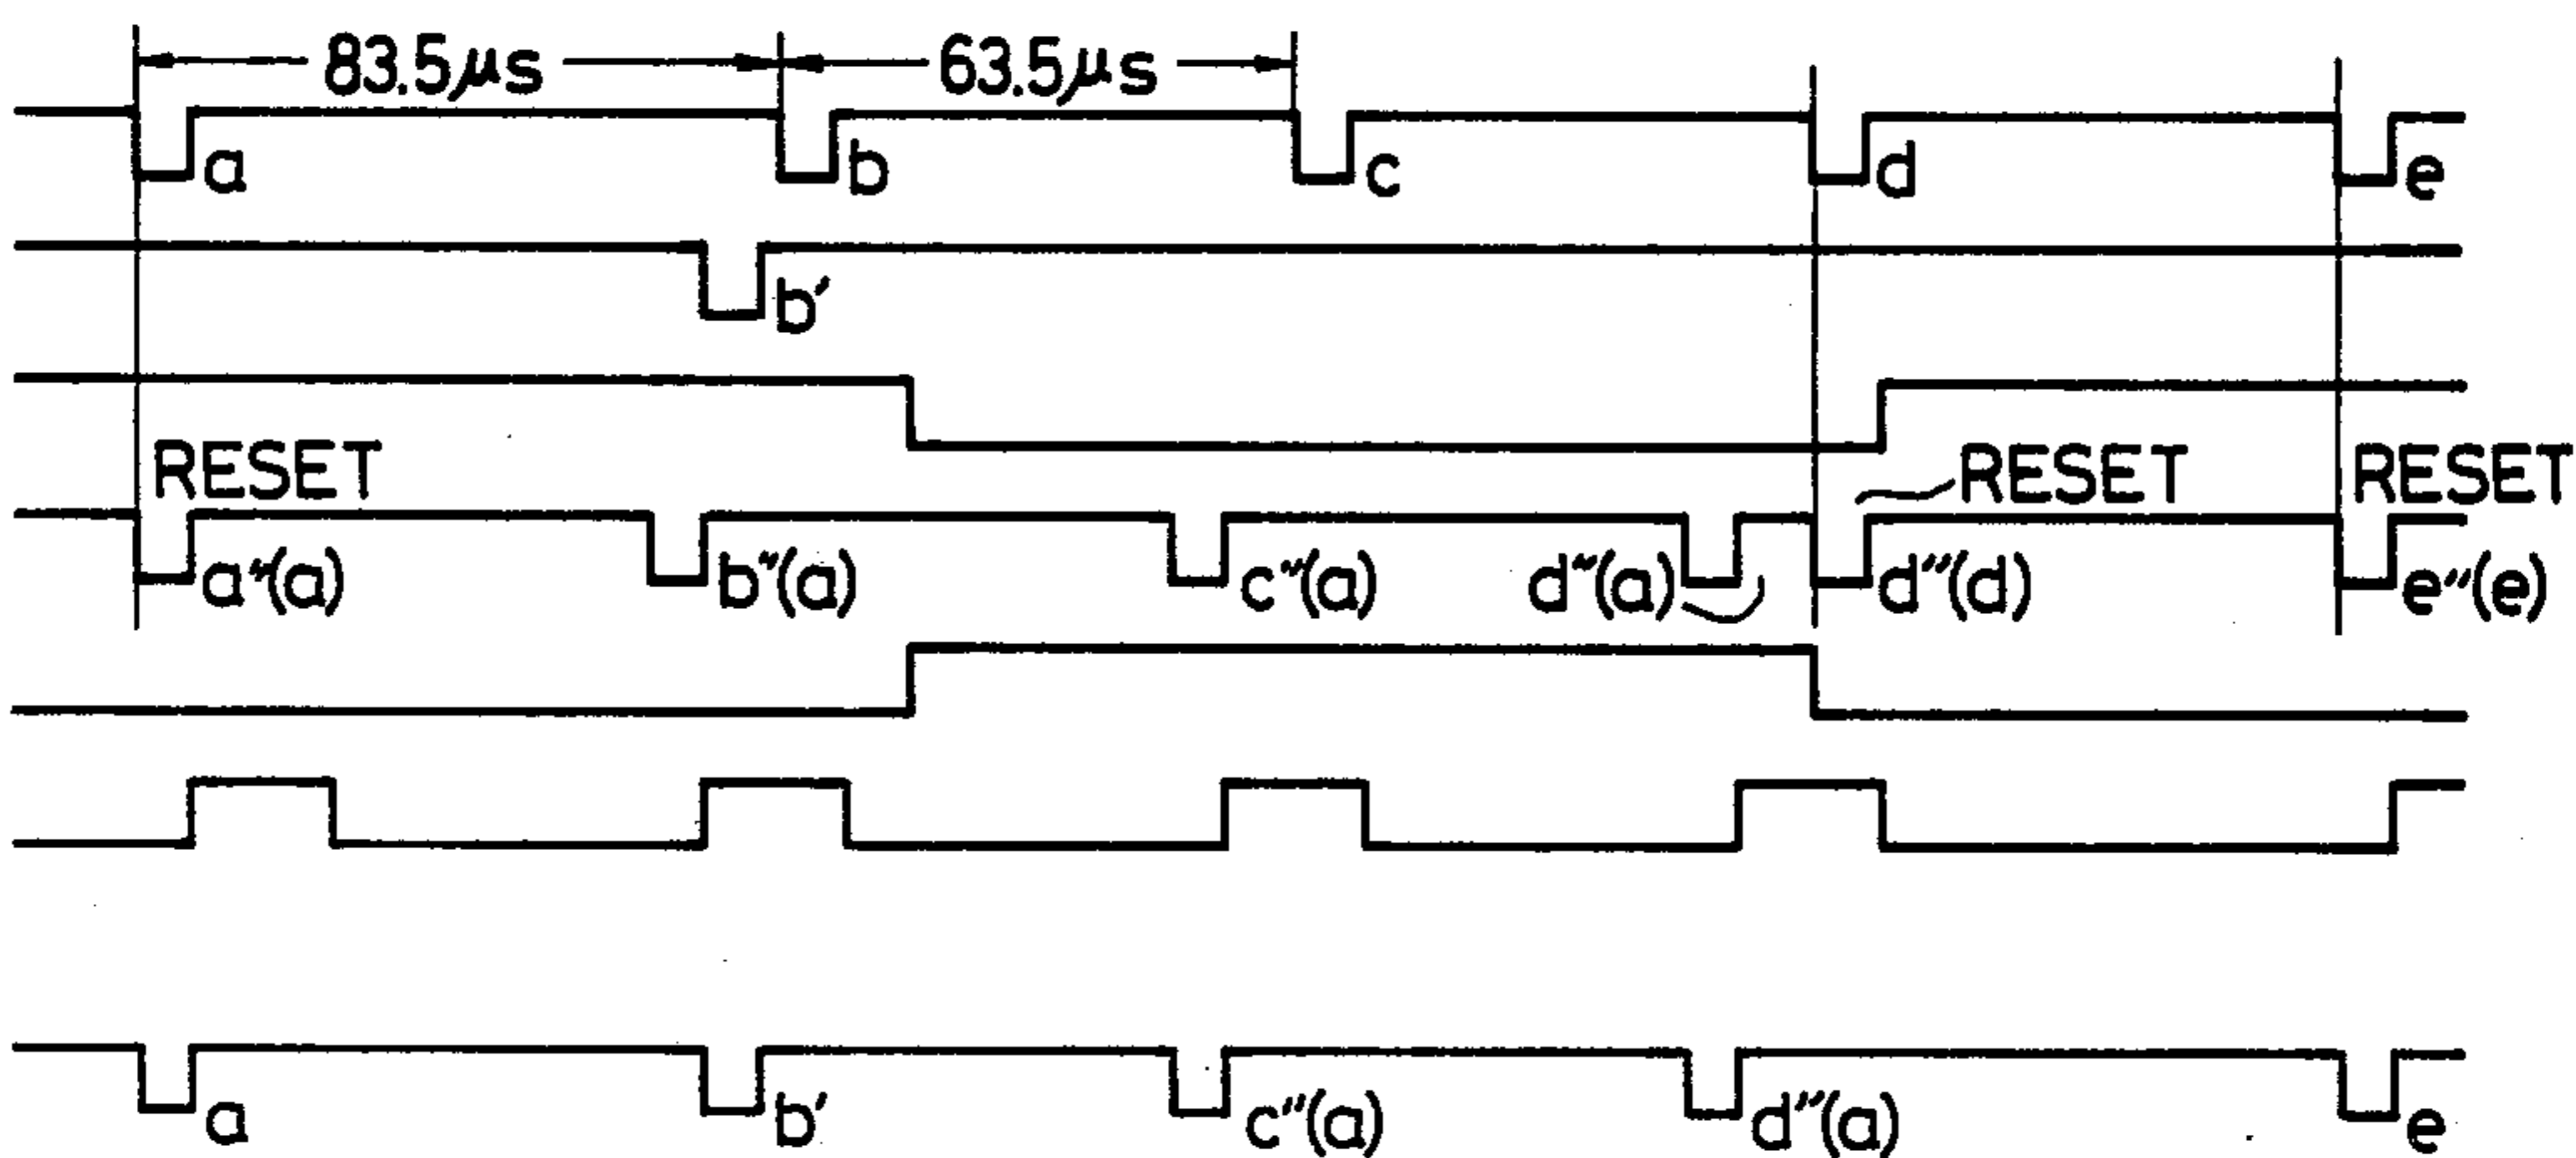 83.5μs 63.5μs
a b c d e
b'
RESET RESET RESET
a"(a) b"(a) c"(a) d"(a) d"(d) e"(e)
a b' c"(a) d"(a) e